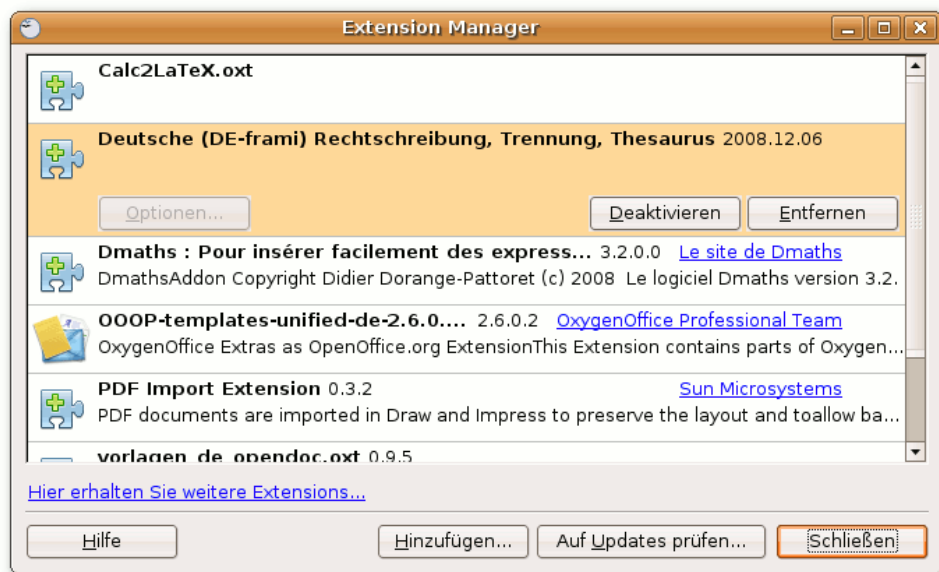 Extension Manager
Calc2LaTeX.oxt
Deutsche (DE-frami) Rechtschreibung, Trennung, Thesaurus 2008.12.06
Optionen... Deaktivieren Entfernen
Dmaths : Pour insérer facilement des express... 3.2.0.0 Le site de Dmaths
DmathsAddon Copyright Didier Dorange-Pattoret (c) 2008 Le logiciel Dmaths version 3.2.
OOOP-templates-unified-de-2.6.0.... 2.6.0.2 OxygenOffice Professional Team
OxygenOffice Extras as OpenOffice.org ExtensionThis Extension contains parts of Oxygen...
PDF Import Extension 0.3.2 Sun Microsystems
PDF documents are imported in Draw and Impress to preserve the layout and toallow ba...
vorlagen_de_opendoc.oxt 0.9.5
Hier erhalten Sie weitere Extensions...
Hilfe Hinzufügen... Auf Updates prüfen... Schließen